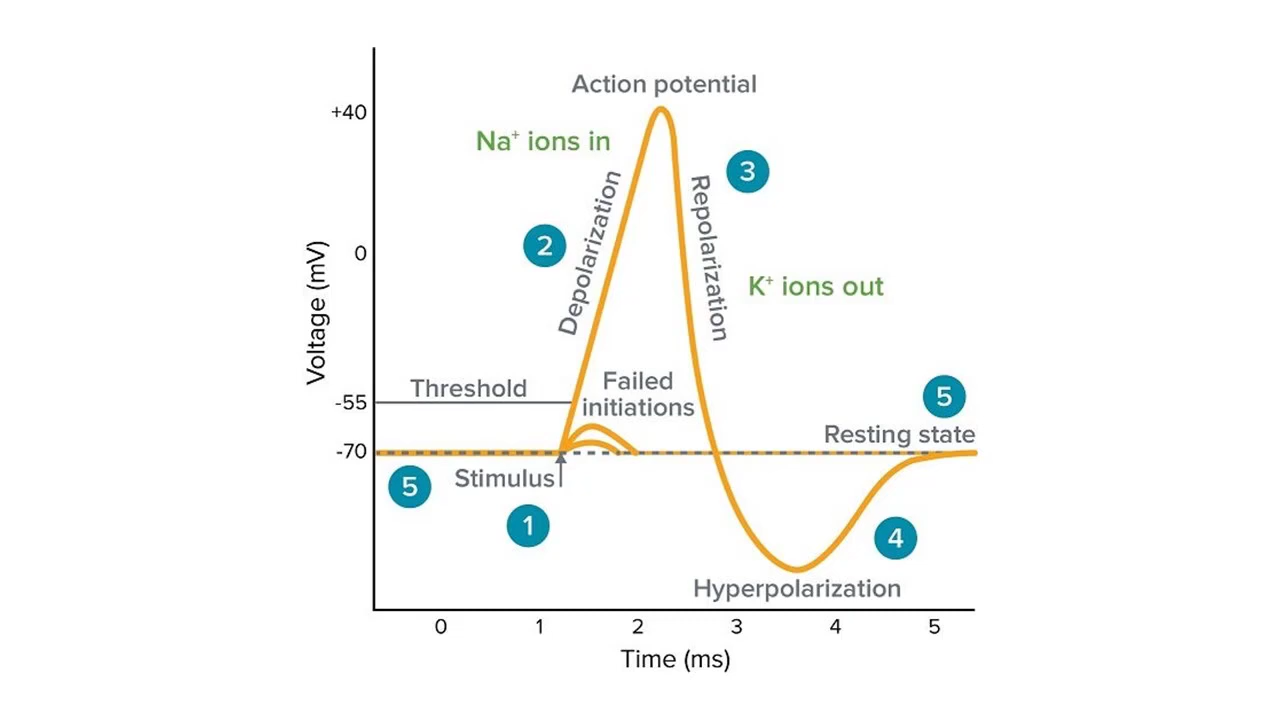 Action potential
+40
Na⁺ ions in
3
Depolarization
Repolarization
2
0
K⁺ ions out
Voltage (mV)
Threshold
Failed
initiations
5
-55
Resting state
-70
5
Stimulus
1
4
Hyperpolarization
0 1 2 3 4 5
Time (ms)